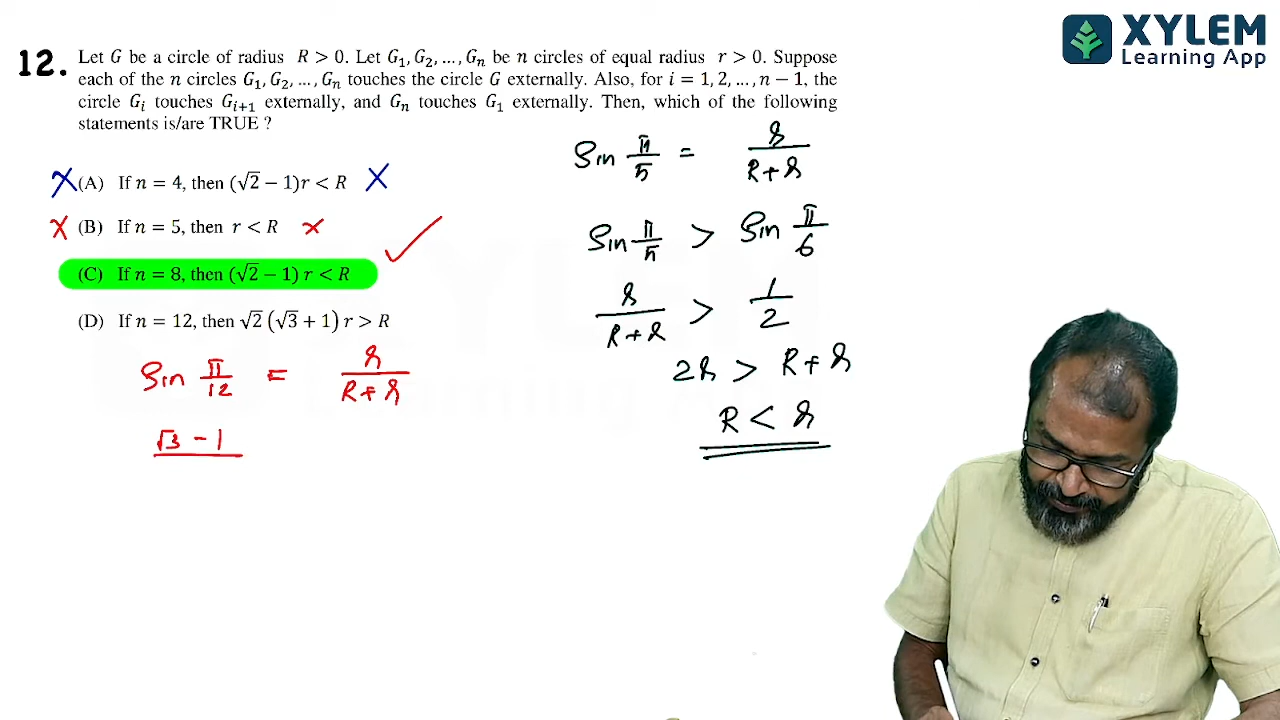 XYLEM
Learning App
12. Let G be a circle of radius R > 0. Let G₁, G₂, ..., Gₙ be n circles of equal radius r > 0. Suppose
each of the n circles G₁, G₂, ..., Gₙ touches the circle G externally. Also, for i = 1, 2, ..., n − 1, the
circle Gᵢ touches Gᵢ₊₁ externally, and Gₙ touches G₁ externally. Then, which of the following
statements is/are TRUE ?
X (A) If n = 4, then (√2 − 1)r < R X
X (B) If n = 5, then r < R X
(C) If n = 8, then (√2 − 1) r < R ✓
(D) If n = 12, then √2 (√3 + 1) r > R
Sin π/12 = r/(R+r)
√3 − 1
Sin π/5 = r/(R+r)
Sin π/5 > Sin π/6
r/(R+r) > 1/2
2r > R+r
R < r